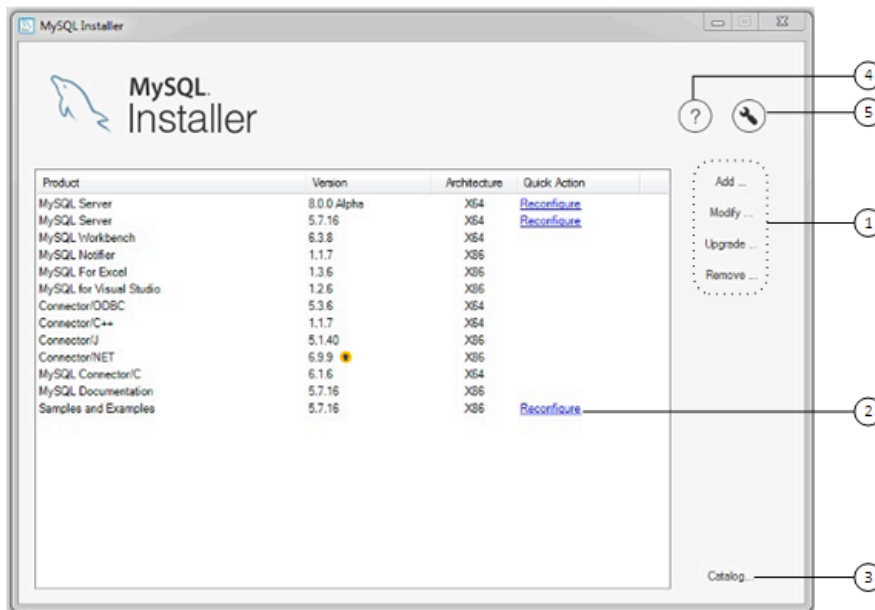 MySQL Installer
MySQL.
Installer
?
4
5
Product Version Architecture Quick Action
MySQL Server 8.0.0 Alpha X64 Reconfigure
MySQL Server 5.7.16 X64 Reconfigure
MySQL Workbench 6.3.8 X64
MySQL Notifier 1.1.7 X86
MySQL For Excel 1.3.6 X86
MySQL for Visual Studio 1.2.6 X86
Connector/ODBC 5.3.6 X64
Connector/C++ 1.1.7 X64
Connector/J 5.1.40 X86
Connector/NET 6.9.9 X86
MySQL Connector/C 6.1.6 X64
MySQL Documentation 5.7.16 X86
Samples and Examples 5.7.16 X86 Reconfigure
Add ...
Modify ...
Upgrade ...
Remove ...
1
2
Catalog...
3